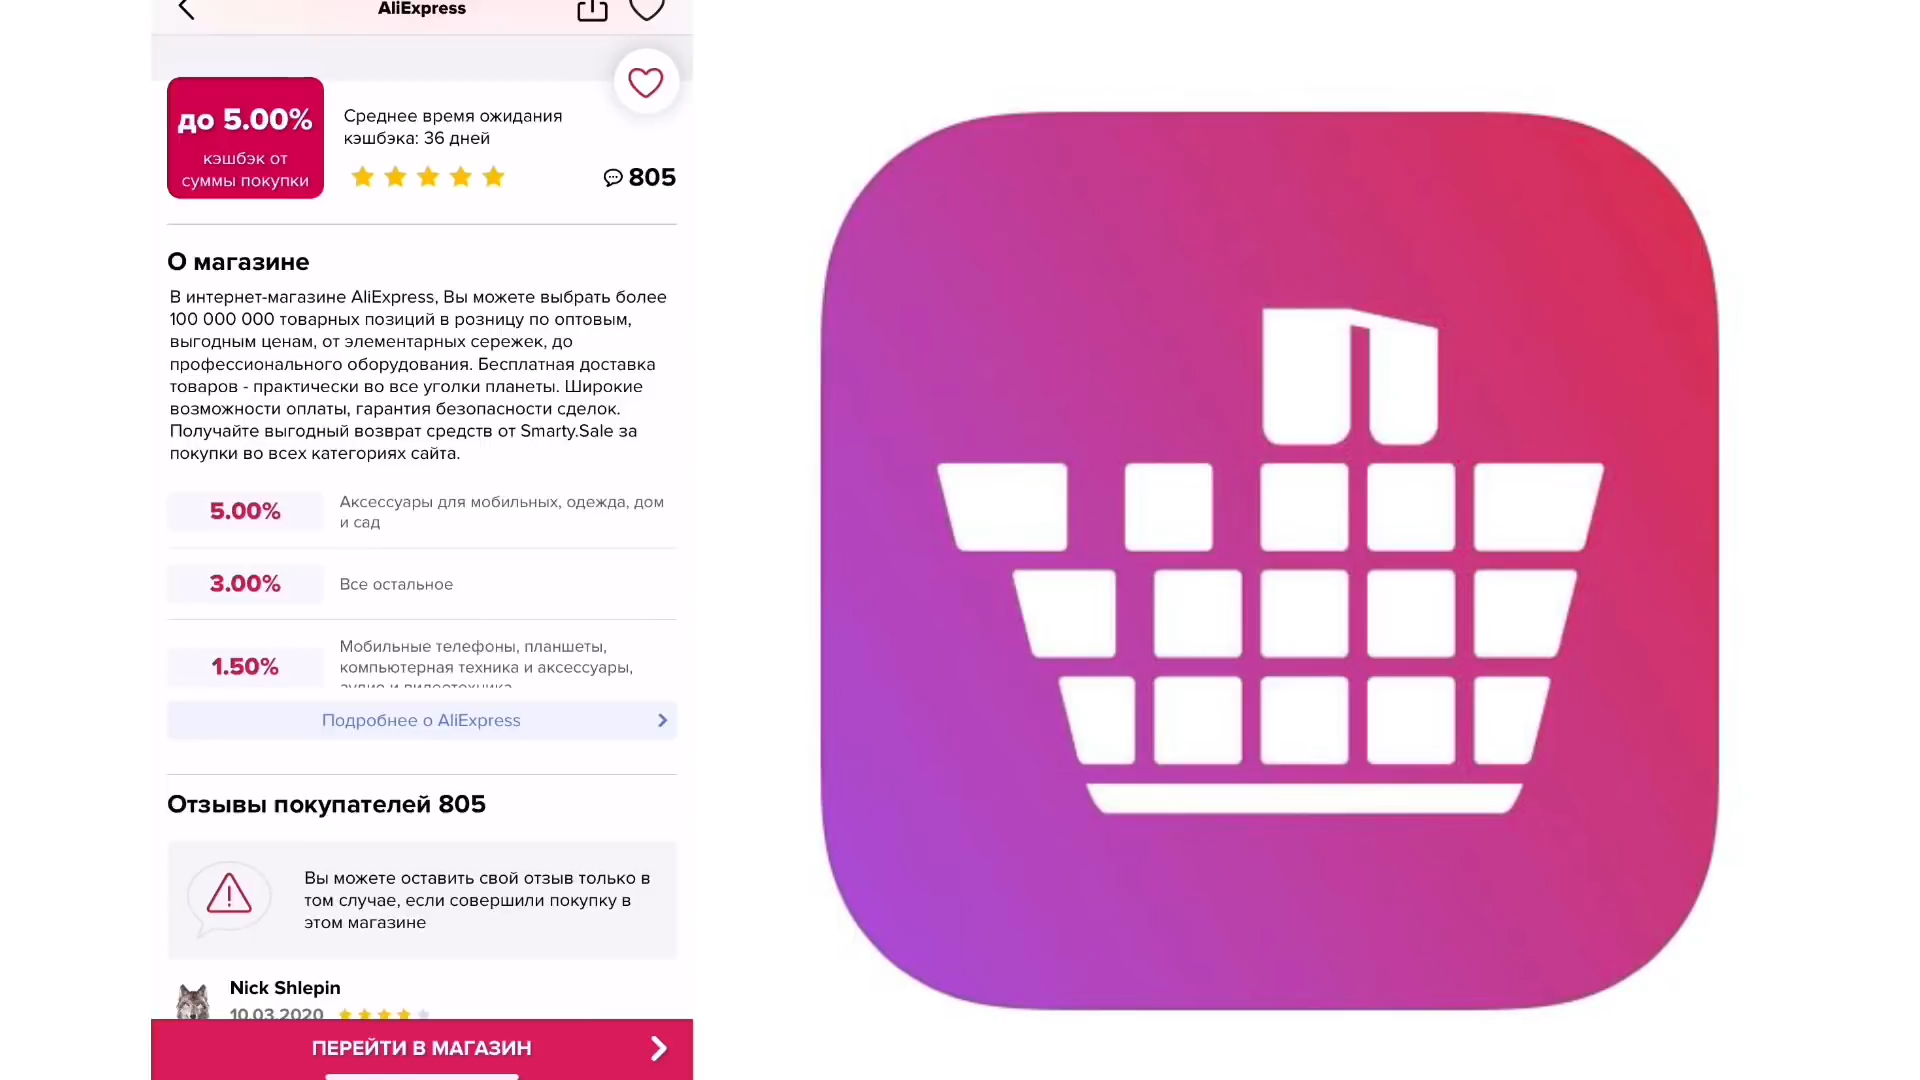 AliExpress
до 5.00%
кэшбэк от
суммы покупки
Среднее время ожидания
кэшбэка: 36 дней
805
О магазине
В интернет-магазине AliExpress, Вы можете выбрать более
100 000 000 товарных позиций в розницу по оптовым,
выгодным ценам, от элементарных сережек, до
профессионального оборудования. Бесплатная доставка
товаров - практически во все уголки планеты. Широкие
возможности оплаты, гарантия безопасности сделок.
Получайте выгодный возврат средств от Smarty.Sale за
покупки во всех категориях сайта.
5.00%
Аксессуары для мобильных, одежда, дом
и сад
3.00%
Все остальное
1.50%
Мобильные телефоны, планшеты,
компьютерная техника и аксессуары,
аудио и видеотехника
Подробнее о AliExpress
Отзывы покупателей 805
Вы можете оставить свой отзыв только в
том случае, если совершили покупку в
этом магазине
Nick Shlepin
10.03.2020
ПЕРЕЙТИ В МАГАЗИН